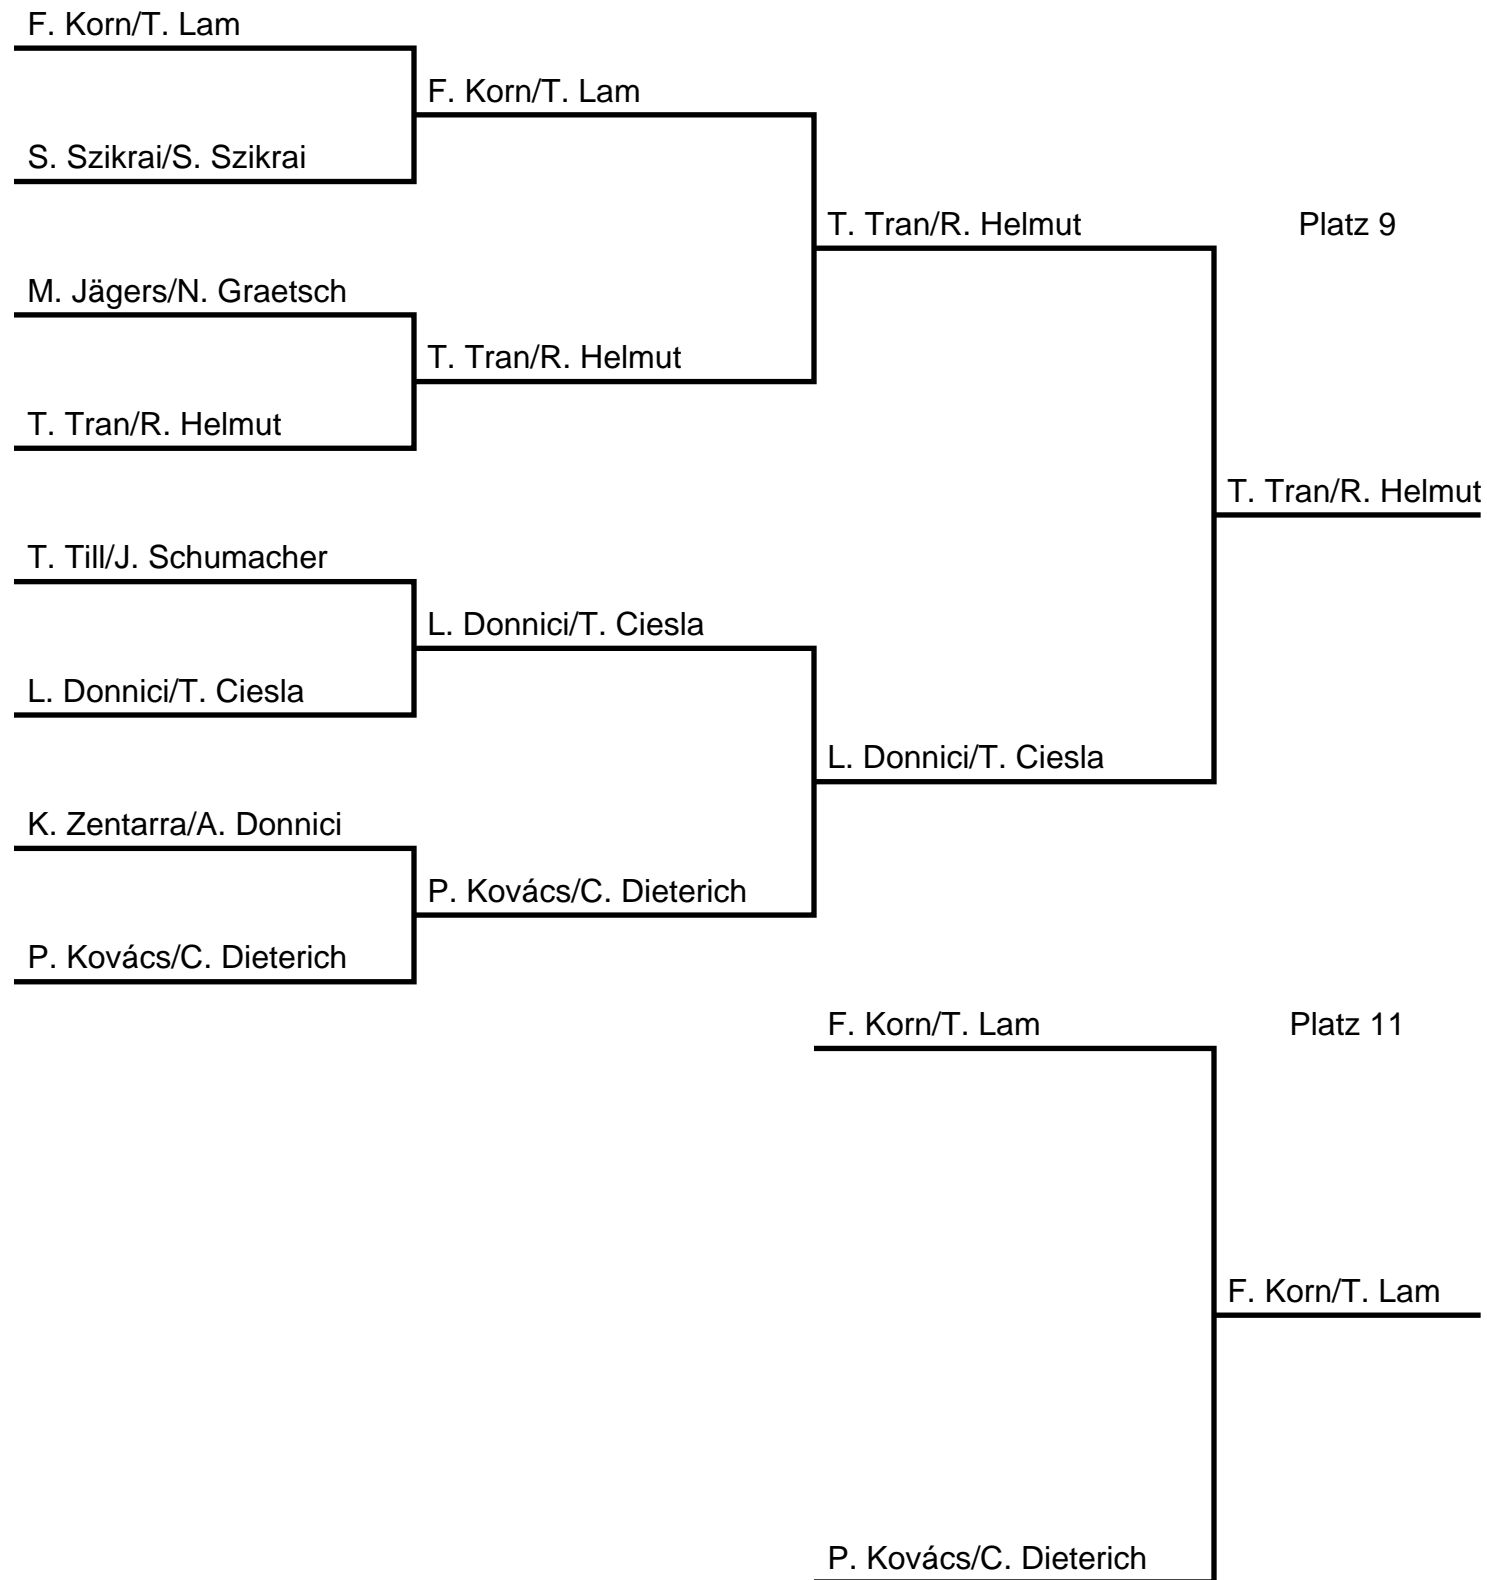 F. Korn/T. Lam
F. Korn/T. Lam
S. Szikrai/S. Szikrai
T. Tran/R. Helmut
Platz 9
M. Jägers/N. Graetsch
T. Tran/R. Helmut
T. Tran/R. Helmut
T. Tran/R. Helmut
T. Till/J. Schumacher
L. Donnici/T. Ciesla
L. Donnici/T. Ciesla
L. Donnici/T. Ciesla
K. Zentarra/A. Donnici
P. Kovács/C. Dieterich
P. Kovács/C. Dieterich
F. Korn/T. Lam
Platz 11
F. Korn/T. Lam
P. Kovács/C. Dieterich